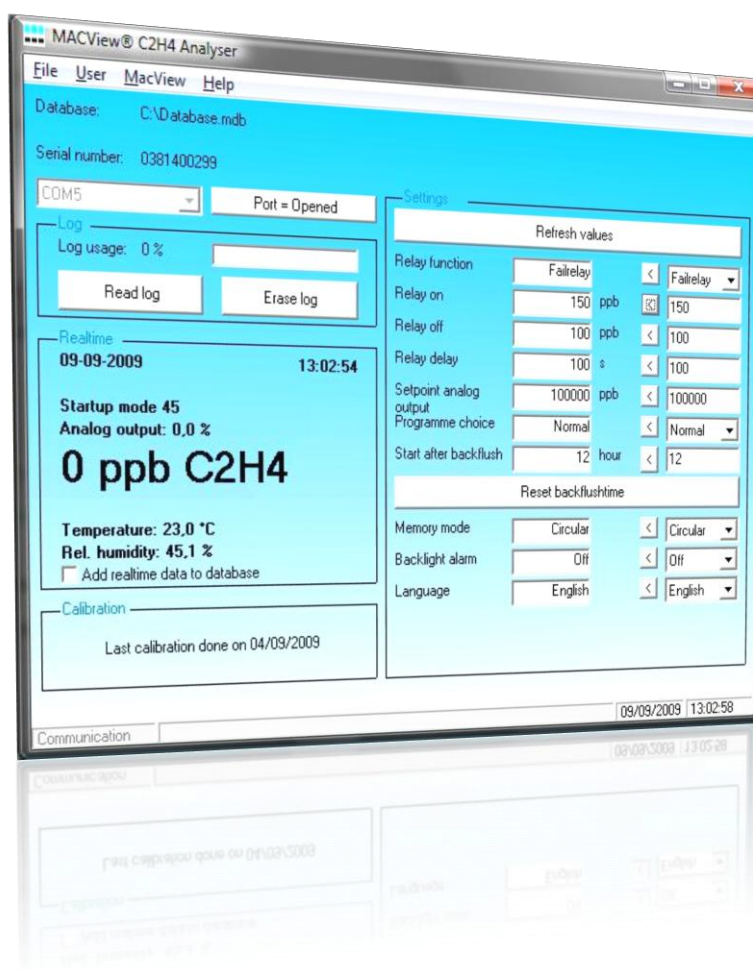 MACView® C2H4 Analyser
File User MacView Help
Database: C:\Database.mdb
Serial number: 0381400299
COM5 Port = Opened
Log
Log usage: 0 %
Read log Erase log
Realtime
09-09-2009 13:02:54
Startup mode 45
Analog output: 0,0 %
0 ppb C2H4
Temperature: 23,0 °C
Rel. humidity: 45,1 %
Add realtime data to database
Calibration
Last calibration done on 04/09/2009
Settings
Refresh values
Relay function Failrelay < Failrelay
Relay on 150 ppb < 150
Relay off 100 ppb < 100
Relay delay 100 s < 100
Setpoint analog output 100000 ppb < 100000
Programme choice Normal < Normal
Start after backflush 12 hour < 12
Reset backflushtime
Memory mode Circular < Circular
Backlight alarm Off < Off
Language English < English
Communication 09/09/2009 13:02:58